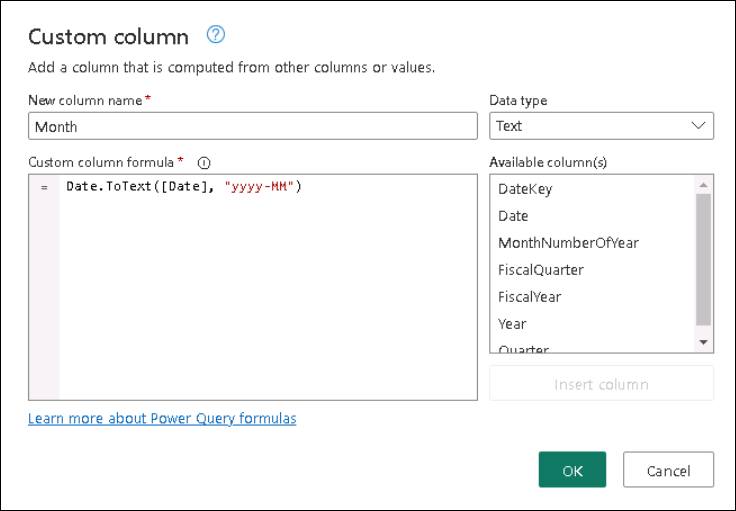 Custom column
Add a column that is computed from other columns or values.
New column name *
Month
Data type
Text
Custom column formula *
= Date.ToText([Date], "yyyy-MM")
Available column(s)
DateKey
Date
MonthNumberOfYear
FiscalQuarter
FiscalYear
Year
Quarter
Insert column
Learn more about Power Query formulas
OK
Cancel